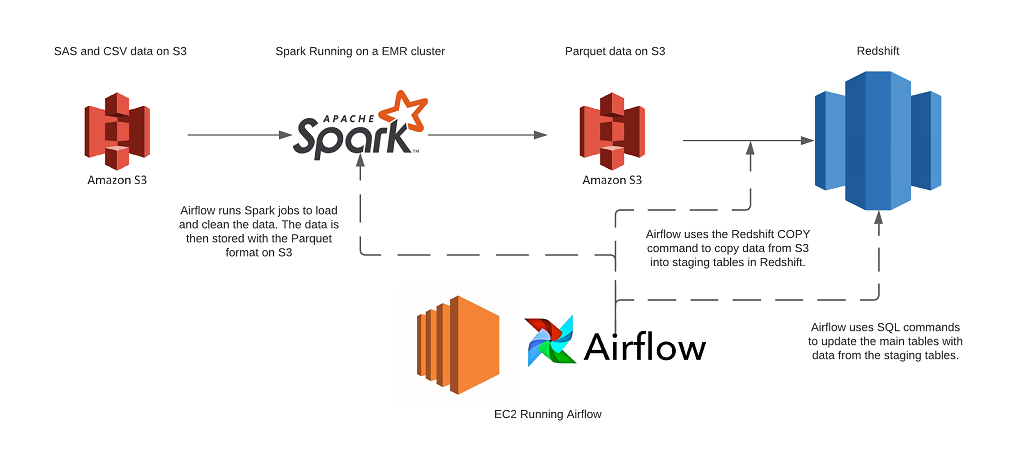 SAS and CSV data on S3
Spark Running on a EMR cluster
Parquet data on S3
Redshift
APACHE
Spark™
Amazon S3
Amazon S3
Airflow runs Spark jobs to load
and clean the data. The data is
then stored with the Parquet
format on S3
Airflow uses the Redshift COPY
command to copy data from S3
into staging tables in Redshift.
Airflow
Airflow uses SQL commands
to update the main tables with
data from the staging tables.
EC2 Running Airflow